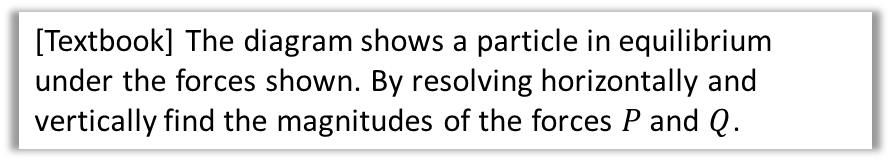 [Textbook] The diagram shows a particle in equilibrium
under the forces shown. By resolving horizontally and
vertically find the magnitudes of the forces P and Q.